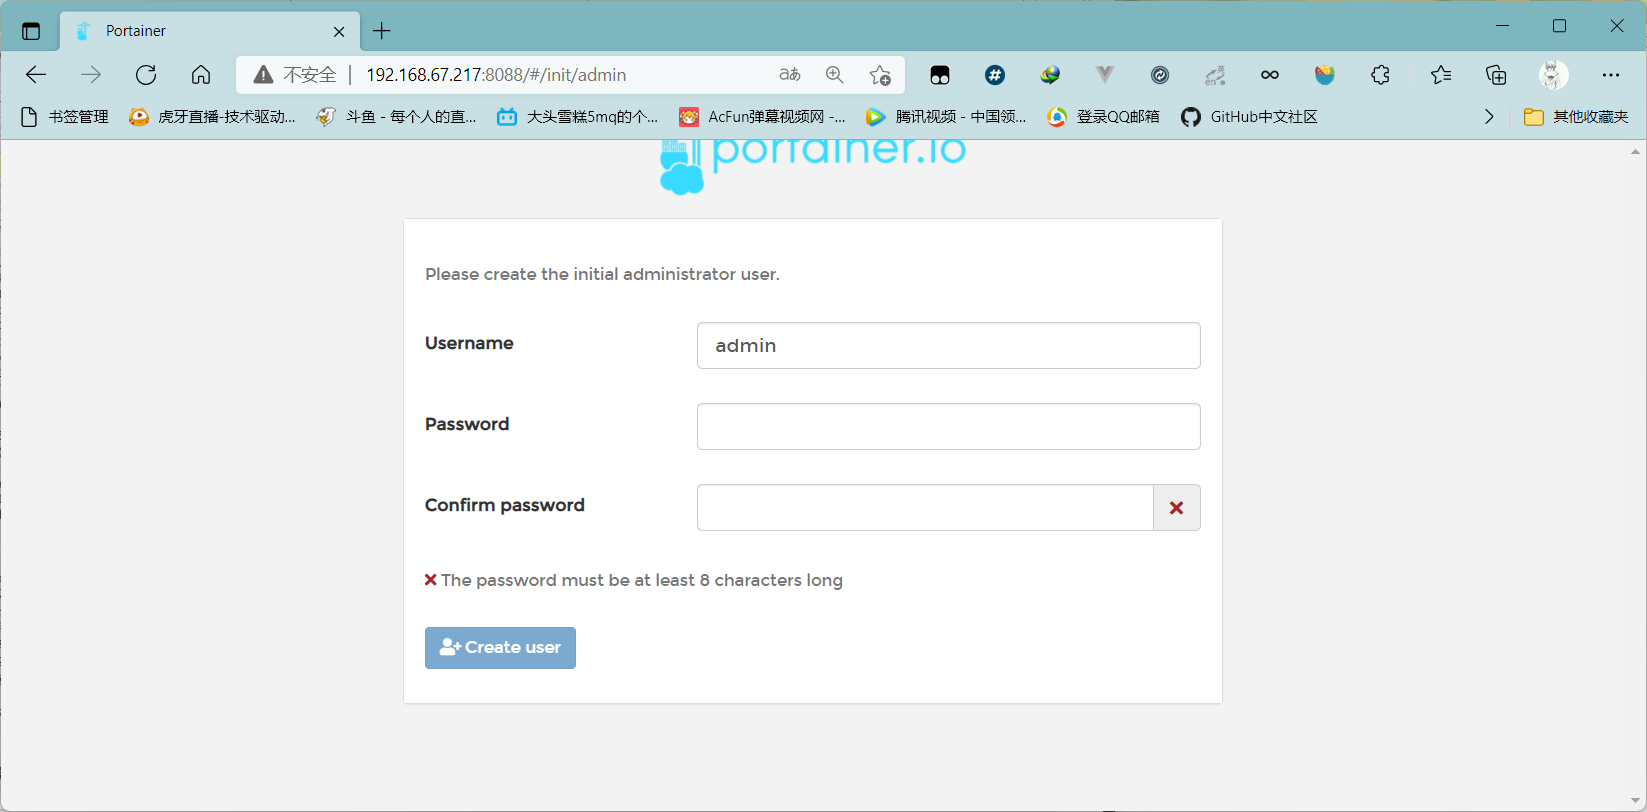 Portainer
不安全 | 192.168.67.217:8088/#/init/admin
书签管理 虎牙直播-技术驱动... 斗鱼 - 每个人的直... 大头雪糕5mq的个... AcFun弹幕视频网 -... 腾讯视频 - 中国领... 登录QQ邮箱 GitHub中文社区 其他收藏夹
portainer.io
Please create the initial administrator user.
Username admin
Password
Confirm password
The password must be at least 8 characters long
Create user